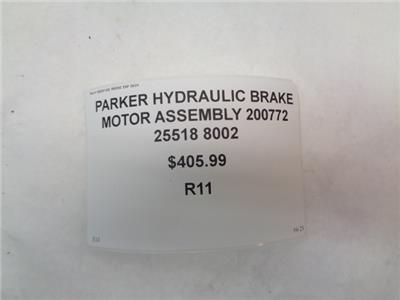 PARKER HYDRAULIC BRAKE
MOTOR ASSEMBLY 200772
25518 8002
$405.99
R11